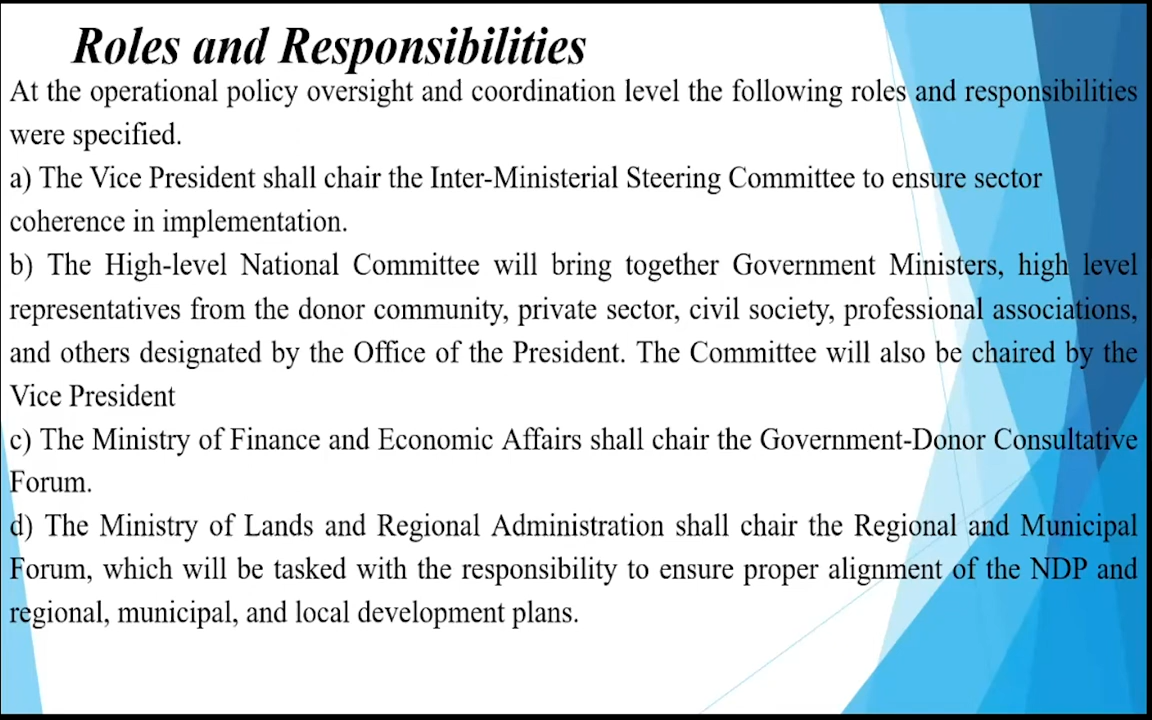 Roles and Responsibilities
At the operational policy oversight and coordination level the following roles and responsibilities
were specified.
a) The Vice President shall chair the Inter-Ministerial Steering Committee to ensure sector
coherence in implementation.
b) The High-level National Committee will bring together Government Ministers, high level
representatives from the donor community, private sector, civil society, professional associations,
and others designated by the Office of the President. The Committee will also be chaired by the
Vice President
c) The Ministry of Finance and Economic Affairs shall chair the Government-Donor Consultative
Forum.
d) The Ministry of Lands and Regional Administration shall chair the Regional and Municipal
Forum, which will be tasked with the responsibility to ensure proper alignment of the NDP and
regional, municipal, and local development plans.